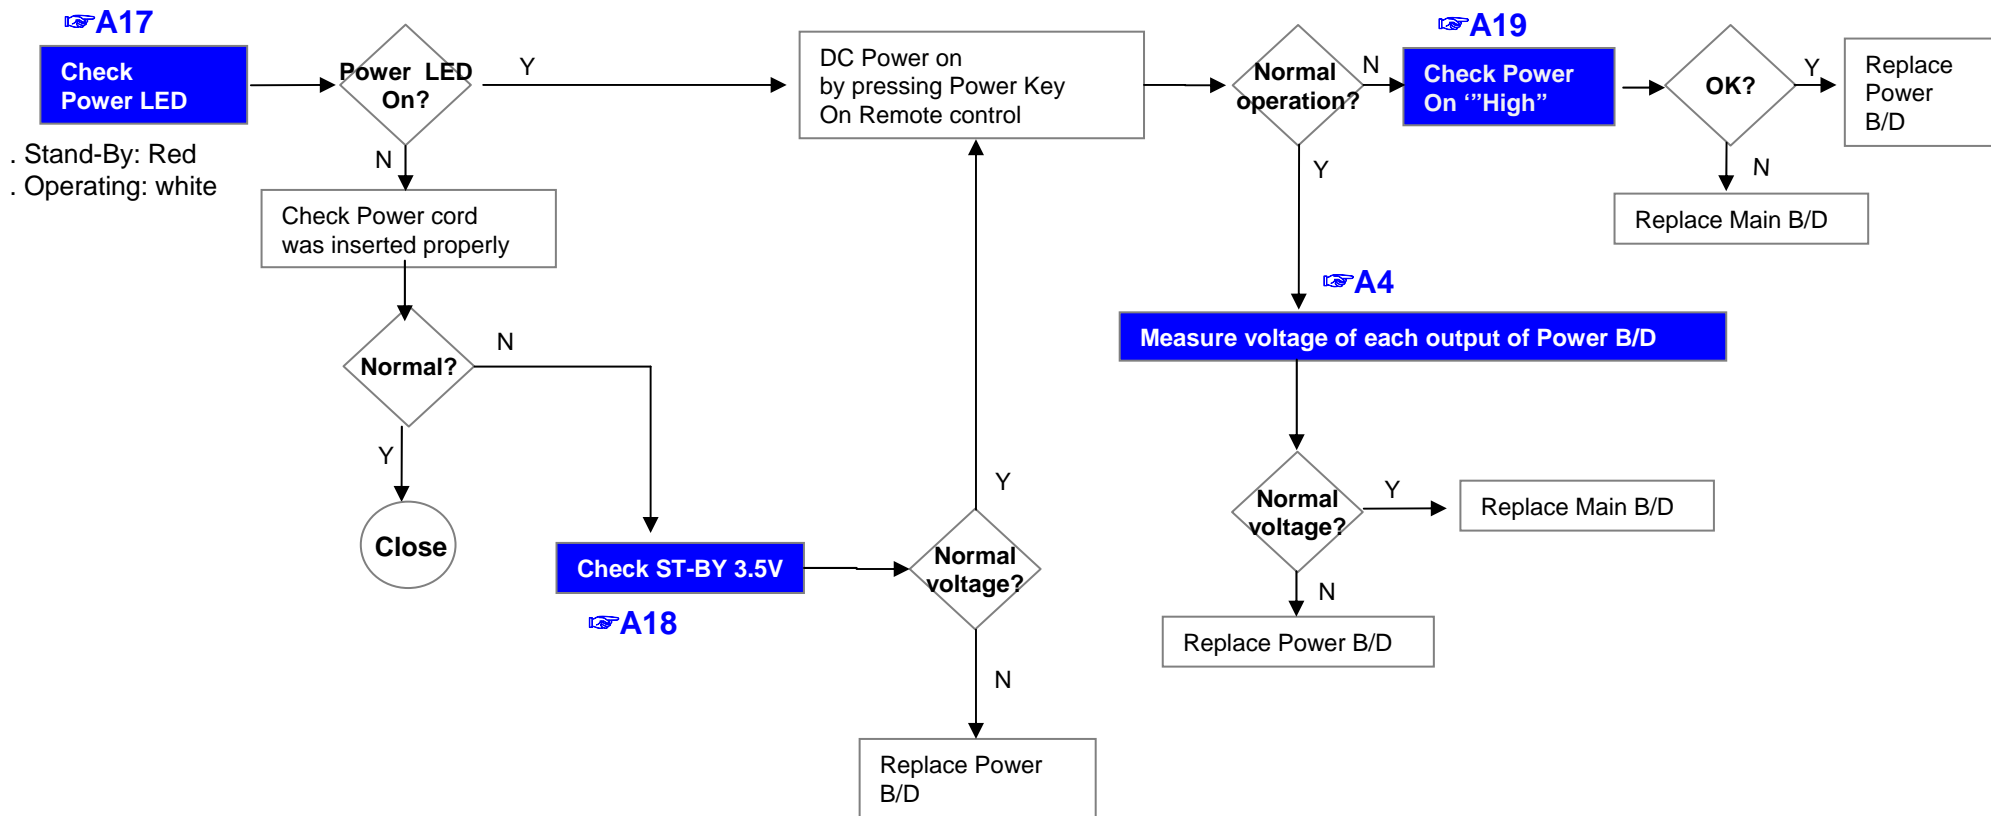 ☞A17
Check
Power LED
. Stand-By: Red
. Operating: white
Power LED
On?
Y
N
Check Power cord
was inserted properly
Normal?
N
Y
Close
Check ST-BY 3.5V
☞A18
Normal
voltage?
Y
N
Replace Power
B/D
DC Power on
by pressing Power Key
On Remote control
Normal
operation?
N
Y
☞A19
Check Power
On ‘”High”
OK?
Y
Replace
Power
B/D
N
Replace Main B/D
☞A4
Measure voltage of each output of Power B/D
Normal
voltage?
Y
Replace Main B/D
N
Replace Power B/D